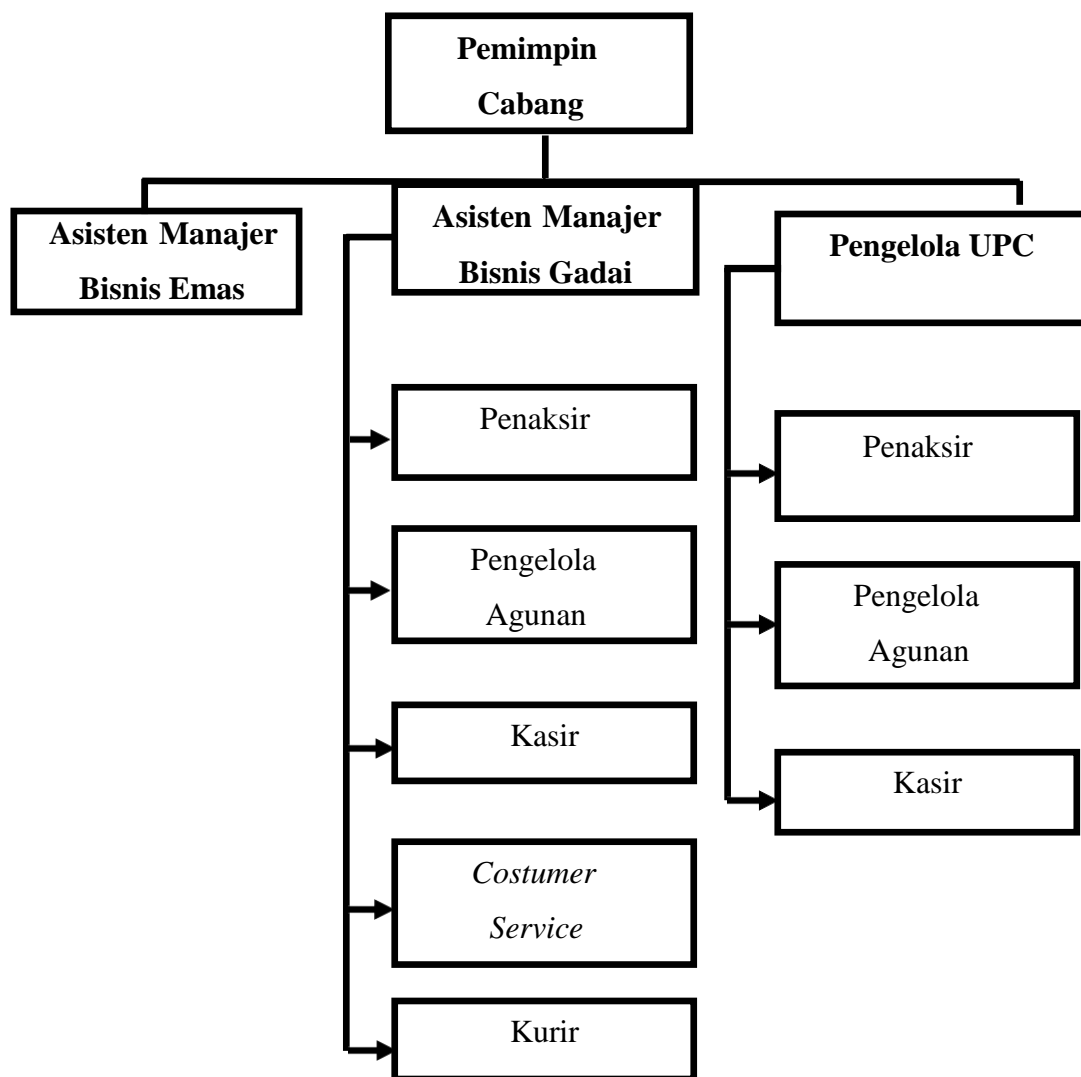 Pemimpin
Cabang
Asisten Manajer
Bisnis Emas
Asisten Manajer
Bisnis Gadai
Pengelola UPC
Penaksir
Pengelola
Agunan
Kasir
Costumer
Service
Kurir
Penaksir
Pengelola
Agunan
Kasir